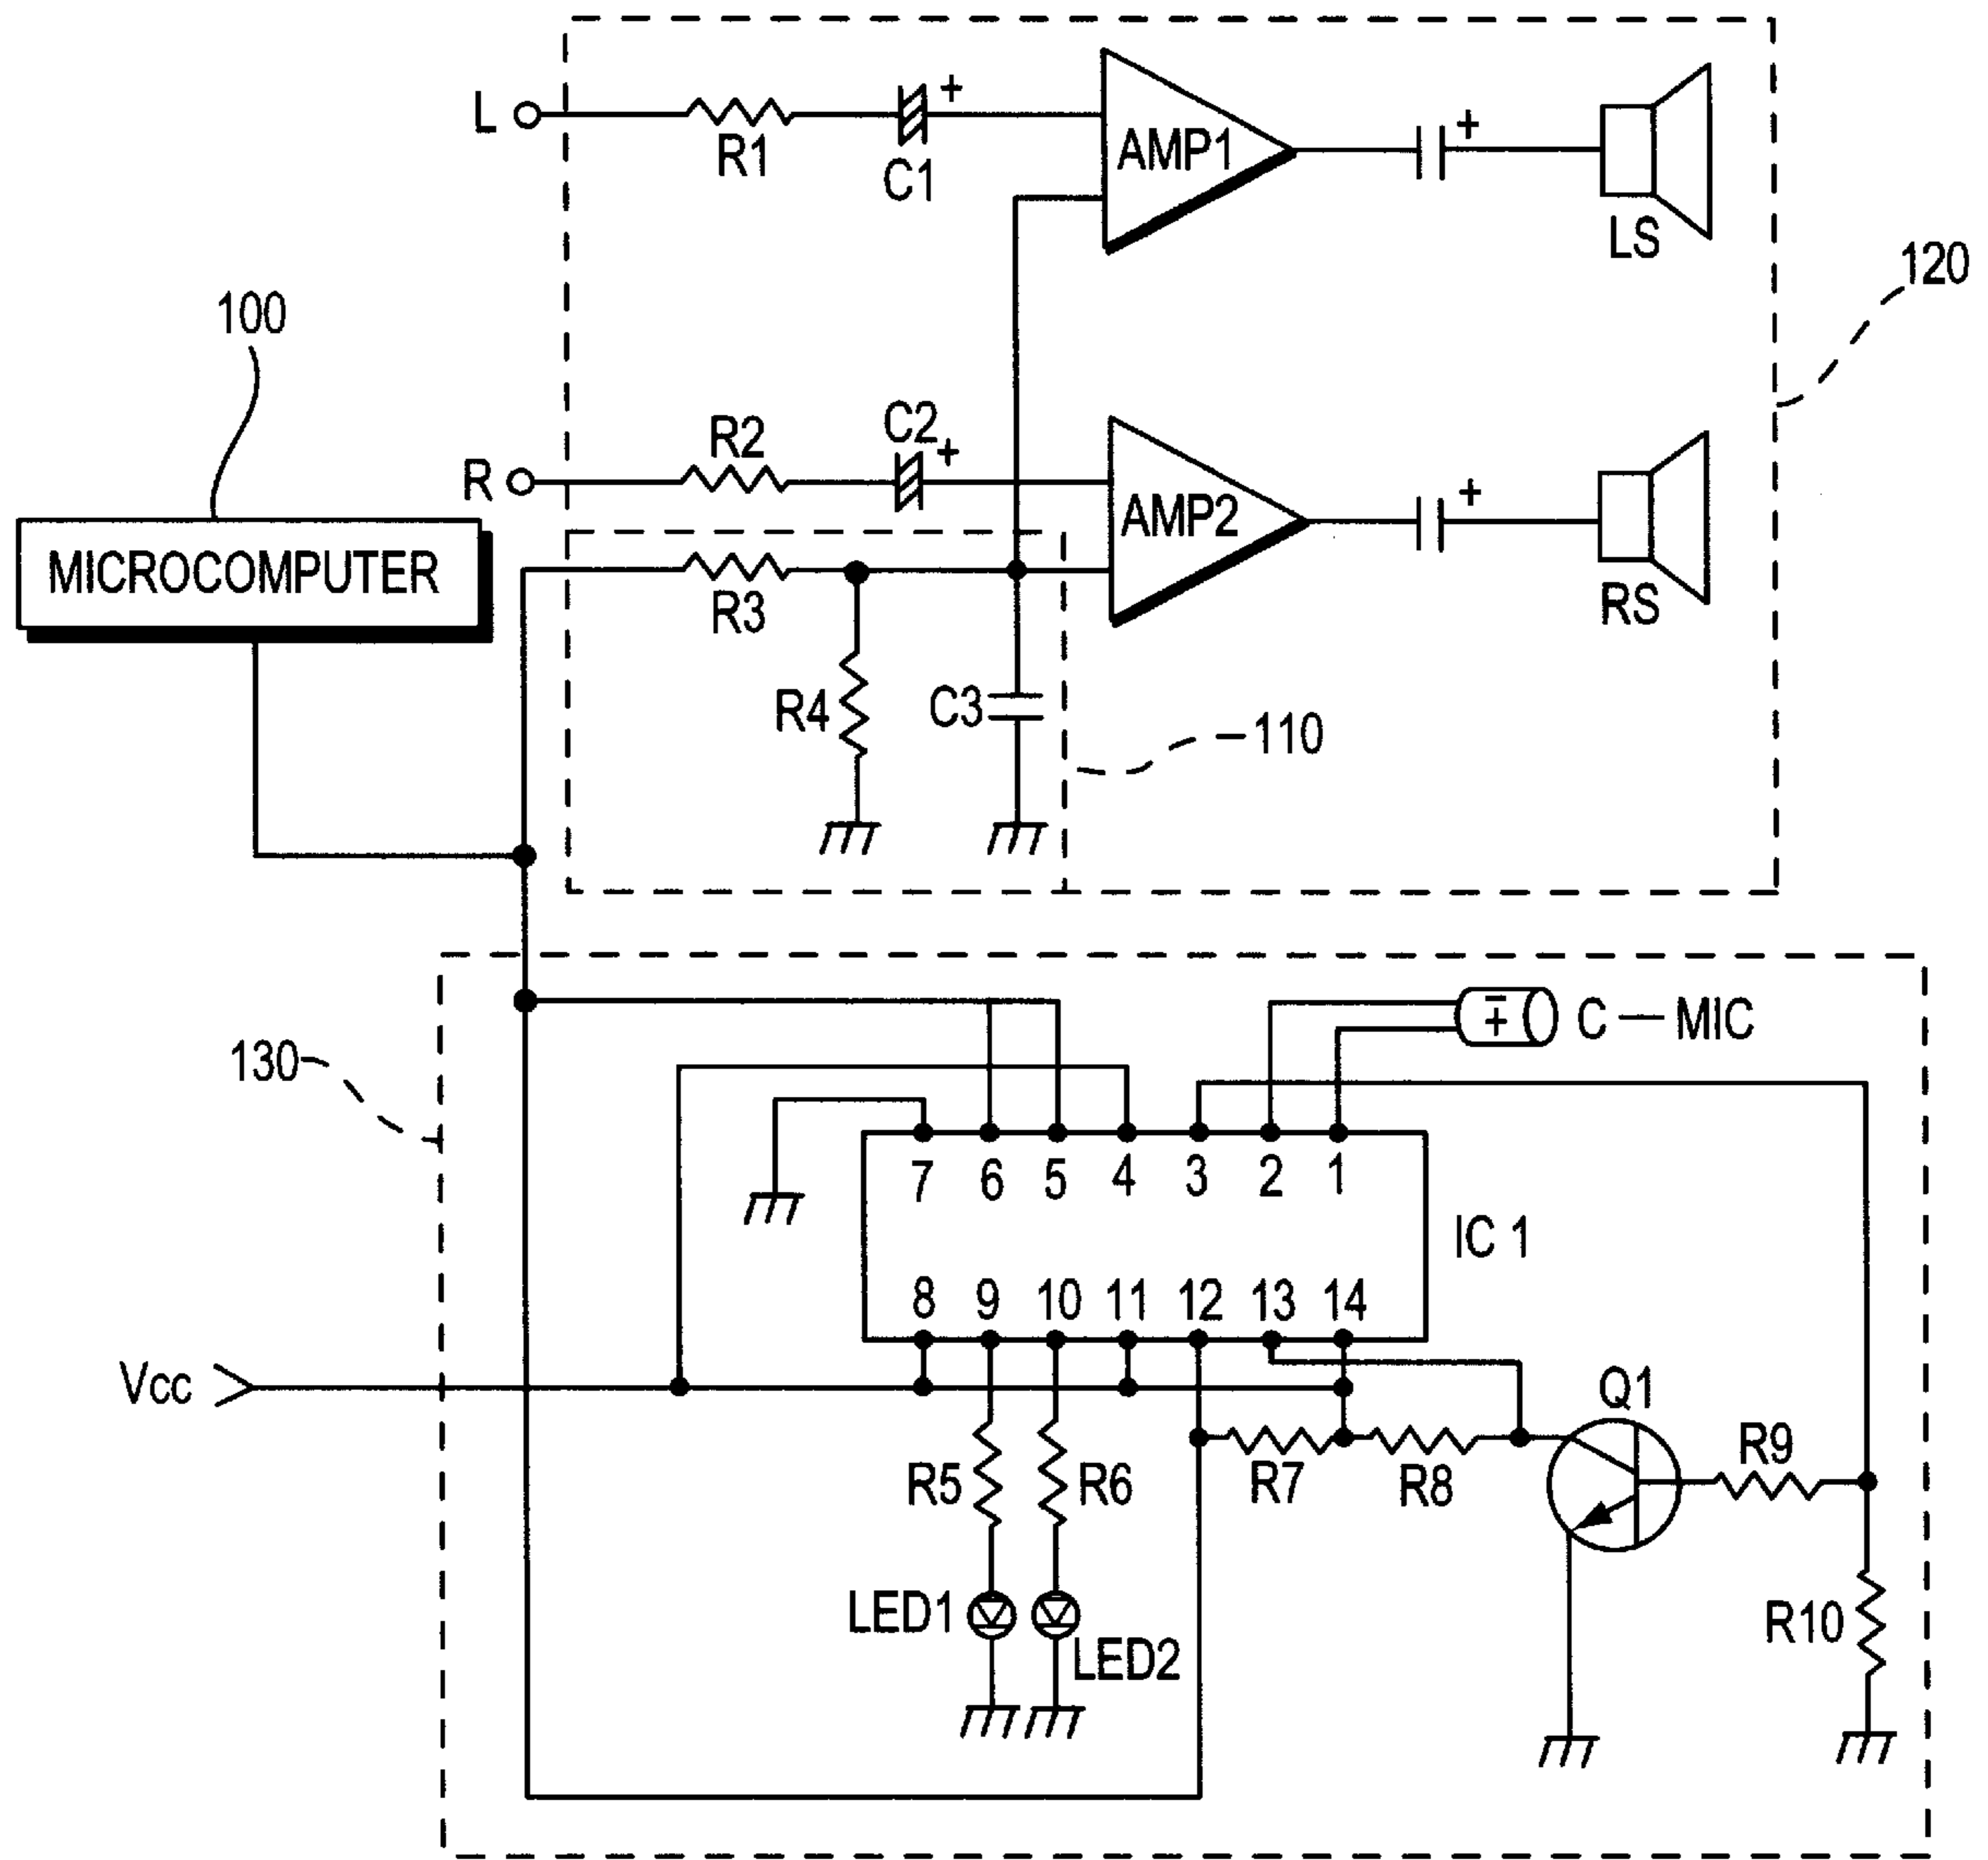 L
R1
C1
+
AMP1
+
LS
120
100
R
R2
C2
+
AMP2
+
RS
MICROCOMPUTER
R3
R4
C3
110
130
C — MIC
− +
7 6 5 4 3 2 1
IC 1
8 9 10 11 12 13 14
Vcc
Q1
R5
R6
R7
R8
R9
LED1
LED2
R10